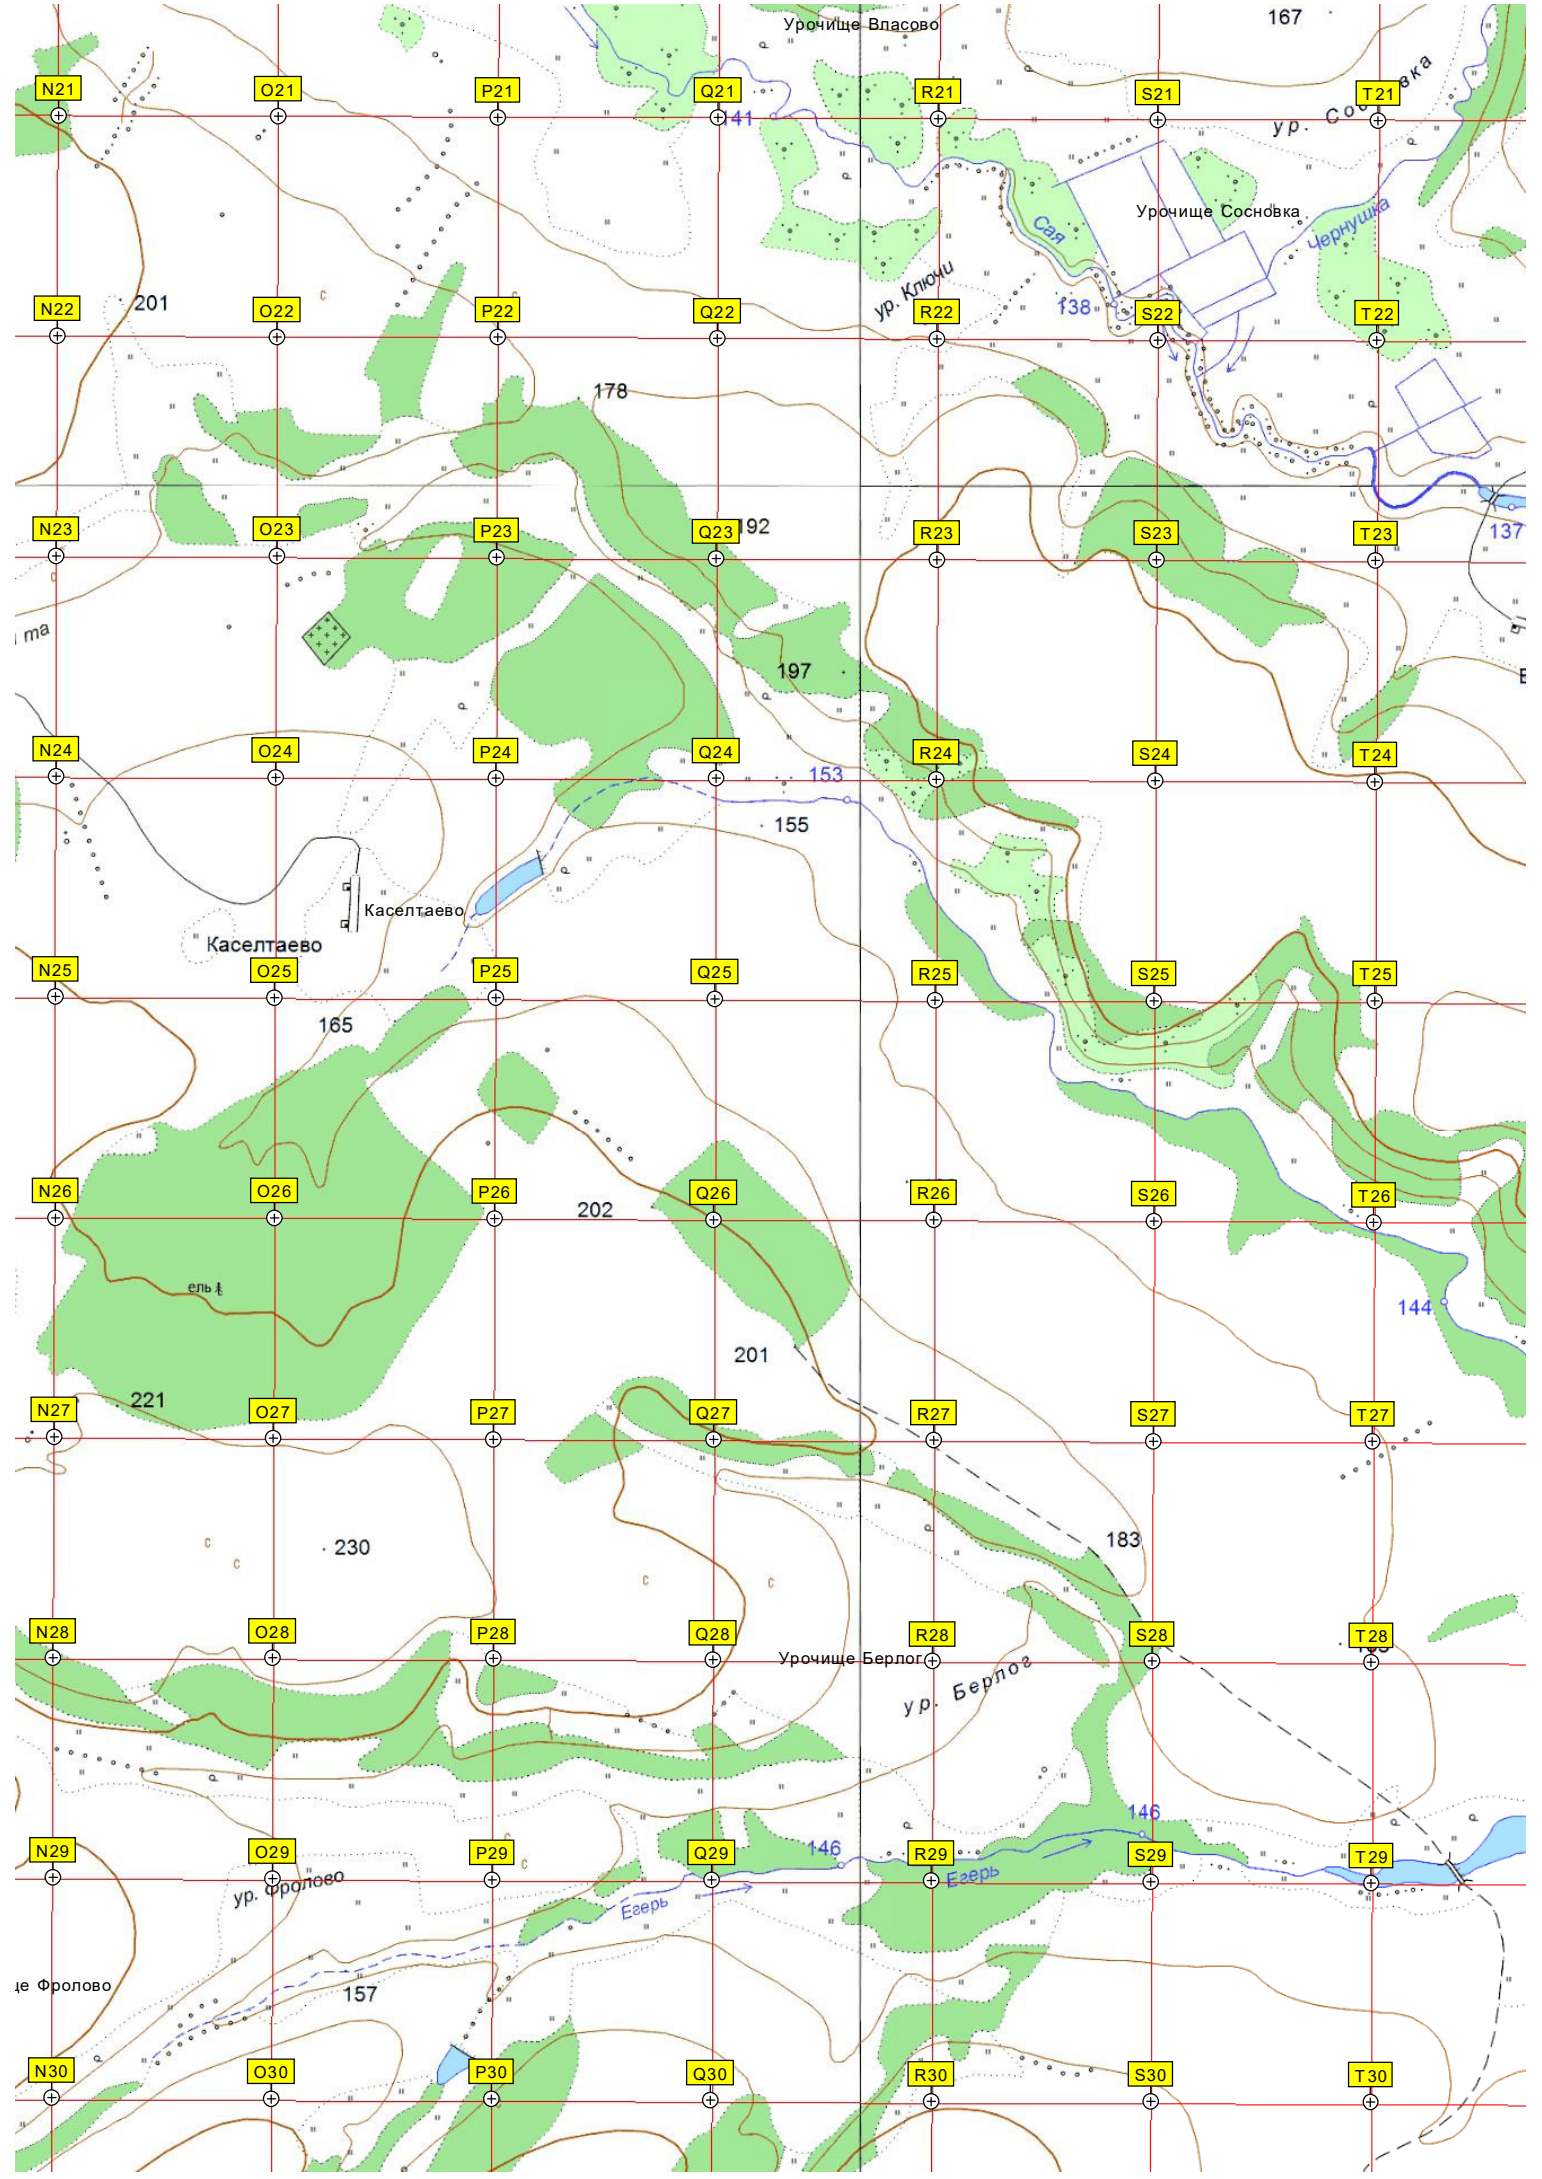 Урочище Власово
167
N21
O21
P21
Q21
R21
S21
T21
141
Урочище Сосновка
Сая
Чернушка
ур. Ключи
N22
201
O22
P22
Q22
R22
138
S22
T22
178
N23
O23
P23
Q23
192
R23
S23
T23
137
та
197
N24
O24
P24
Q24
153
R24
S24
T24
155
Каселтаево
Каселтаево
N25
O25
P25
Q25
R25
S25
T25
165
N26
O26
P26
202
Q26
R26
S26
T26
ель
144
201
N27
221
O27
P27
Q27
R27
S27
T27
230
183
N28
O28
P28
Q28
Урочище Берлог
R28
S28
T28
ур. Берлог
146
N29
O29
P29
Q29
146
R29
S29
T29
ур. Фролово
Егерь
Егерь
це Фролово
157
N30
O30
P30
Q30
R30
S30
T30